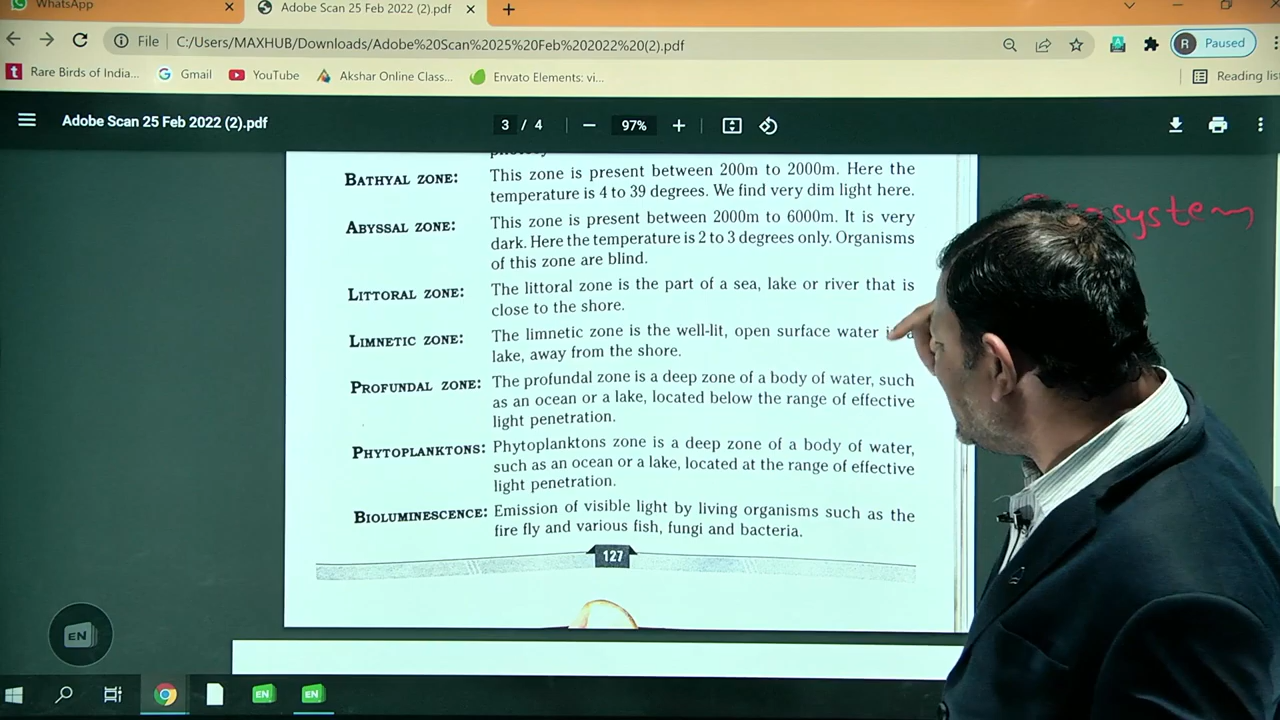 WhatsApp
Adobe Scan 25 Feb 2022 (2).pdf
File C:/Users/MAXHUB/Downloads/Adobe%20Scan%2025%20Feb%202022%20(2).pdf
R Paused
Rare Birds of India...
Gmail
YouTube
Akshar Online Class...
Envato Elements: vi...
Reading list
Adobe Scan 25 Feb 2022 (2).pdf
3 / 4
97%
BATHYAL ZONE: This zone is present between 200m to 2000m. Here the
temperature is 4 to 39 degrees. We find very dim light here.
ABYSSAL ZONE: This zone is present between 2000m to 6000m. It is very
dark. Here the temperature is 2 to 3 degrees only. Organisms
of this zone are blind.
LITTORAL ZONE: The littoral zone is the part of a sea, lake or river that is
close to the shore.
LIMNETIC ZONE: The limnetic zone is the well-lit, open surface water
lake, away from the shore.
PROFUNDAL ZONE: The profundal zone is a deep zone of a body of water, such
as an ocean or a lake, located below the range of effective
light penetration.
PHYTOPLANKTONS: Phytoplanktons zone is a deep zone of a body of water,
such as an ocean or a lake, located at the range of effective
light penetration.
BIOLUMINESCENCE: Emission of visible light by living organisms such as the
fire fly and various fish, fungi and bacteria.
127
EN
EN
EN